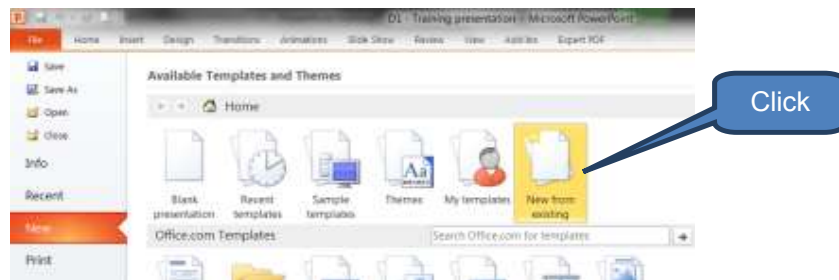 D1 - Training presentation - Microsoft PowerPoint
File Home Insert Design Transitions Animations Slide Show Review View Add-Ins Expert PDF
Save
Save As
Open
Close
Info
Recent
New
Print
Available Templates and Themes
Home
Blank presentation
Recent templates
Sample templates
Themes
My templates
New from existing
Office.com Templates
Search Office.com for templates
Click